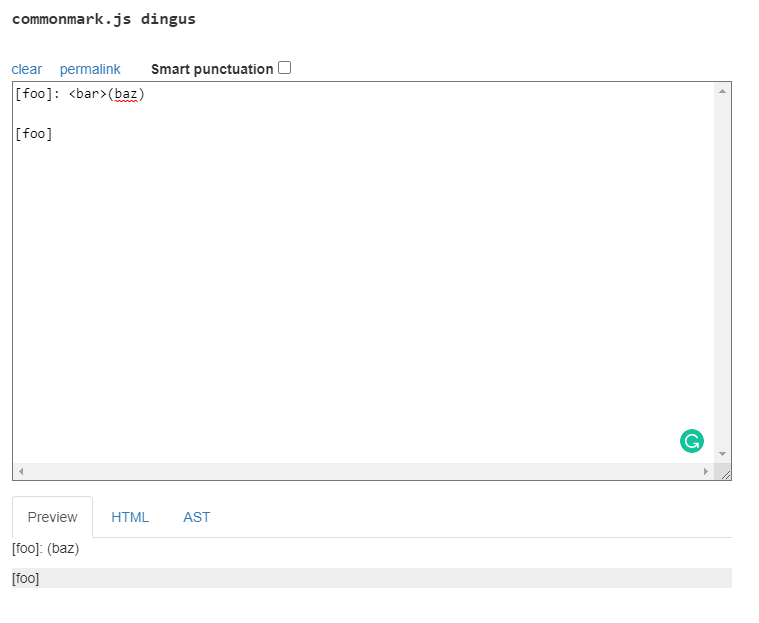 commonmark.js dingus
clear permalink Smart punctuation
[foo]: <bar>(baz)
[foo]
Preview HTML AST
[foo]: (baz)
[foo]